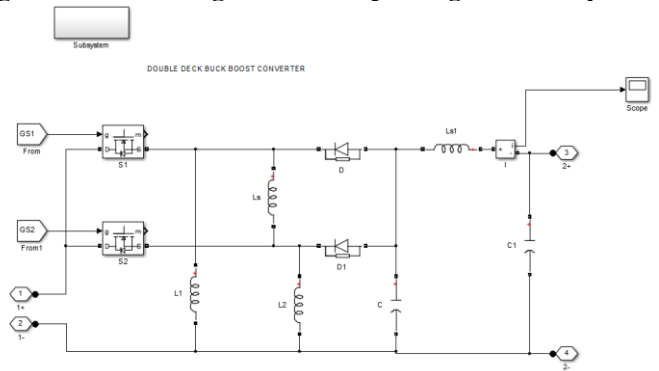 Subsystem
DOUBLE DECK BUCK BOOST CONVERTER
Scope
GS1
From
g
m
D
S
S1
D
Ls1
+
i
+
-
I
3
2+
Ls
GS2
From1
g
m
D
S
S2
D1
C1
1
1+
L1
L2
C
2
1-
4
2-